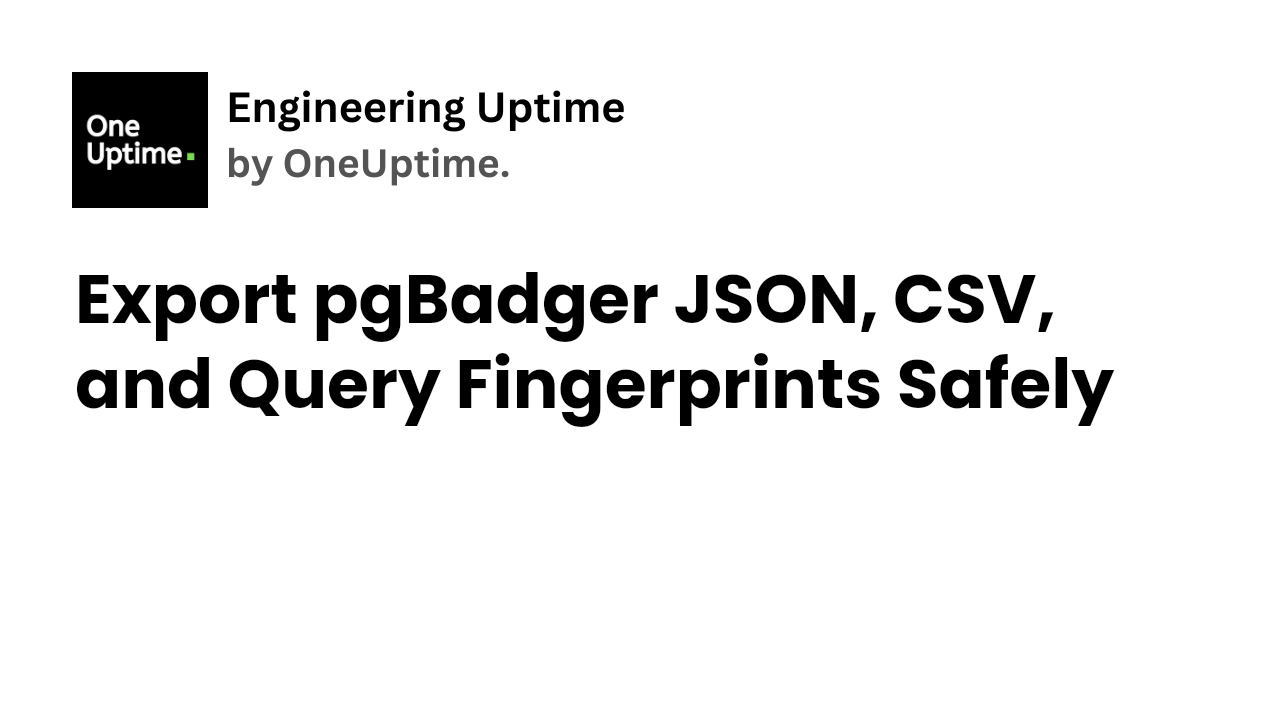 One
Uptime.
Engineering Uptime
by OneUptime.
Export pgBadger JSON, CSV,
and Query Fingerprints Safely